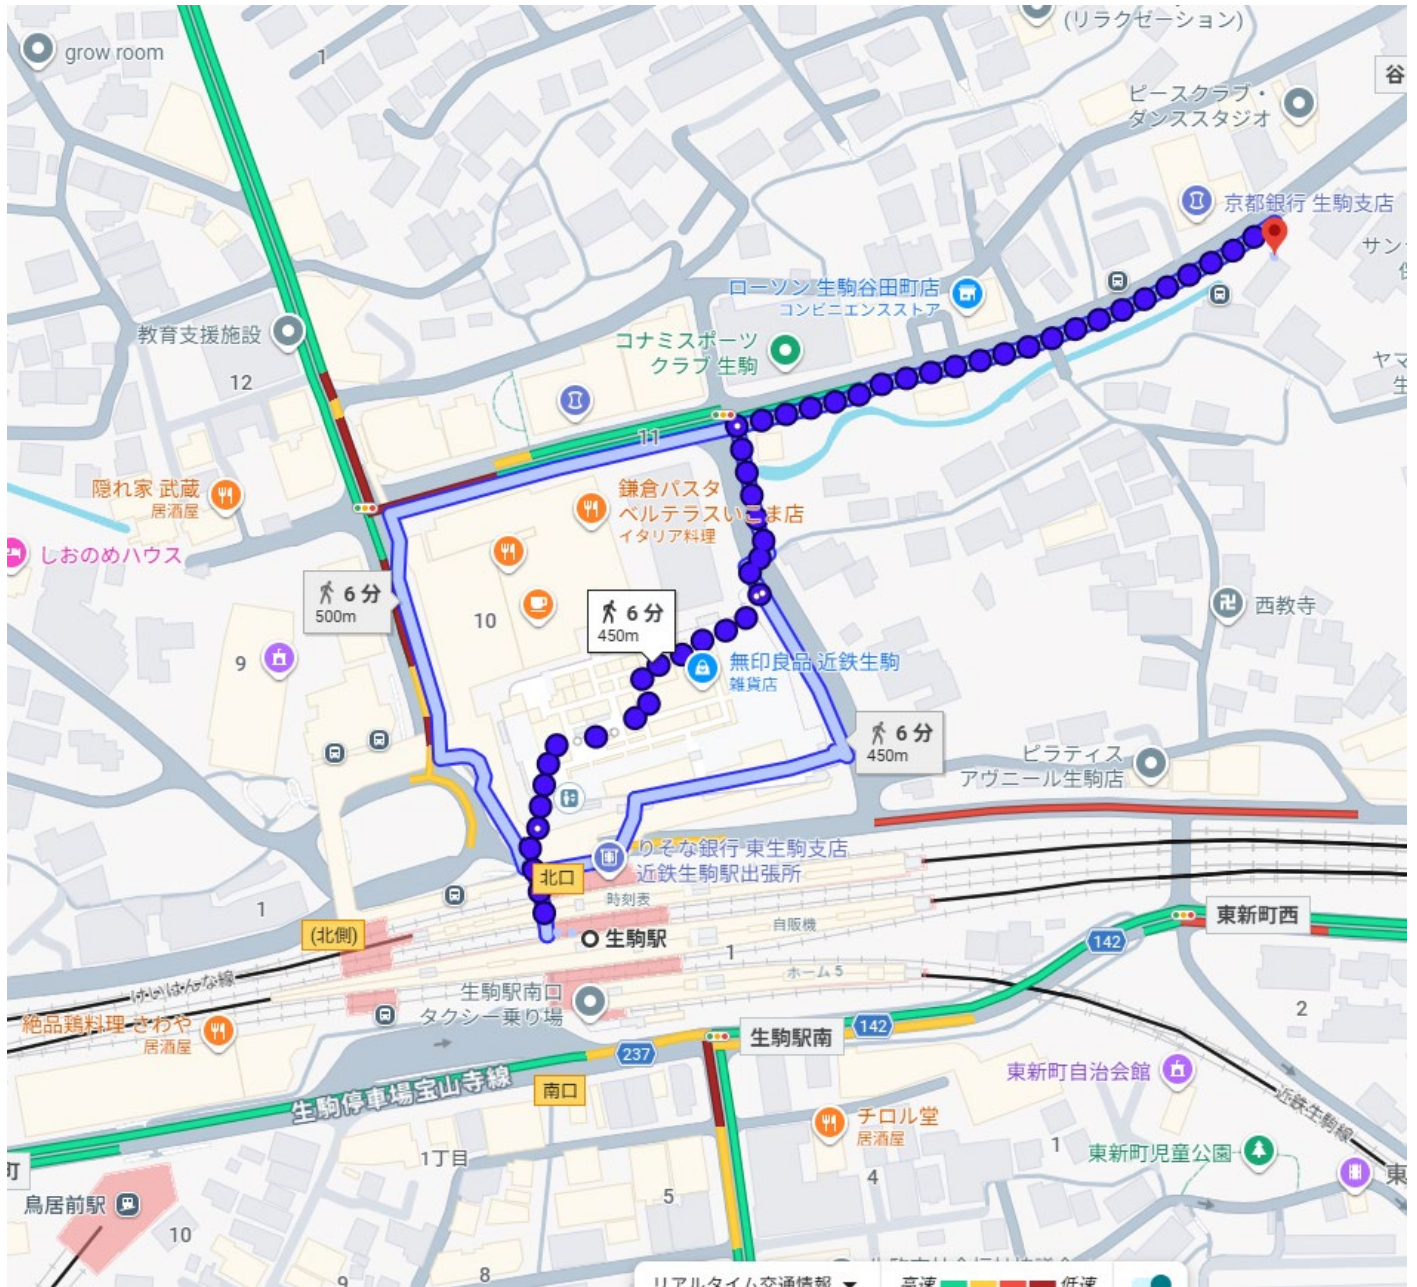 (リラクゼーション)
grow room
1
谷
ピースクラブ・
ダンススタジオ
京都銀行 生駒支店
ローソン 生駒谷田町店
コンビニエンスストア
コナミスポーツ
クラブ 生駒
教育支援施設
12
11
隠れ家 武蔵
居酒屋
鎌倉パスタ
ベルテラスいこま店
イタリア料理
しおのめハウス
6 分
500m
6 分
450m
10
西教寺
9
無印良品 近鉄生駒
雑貨店
6 分
450m
ピラティス
アヴニール生駒店
りそな銀行 東生駒支店
近鉄生駒駅出張所
北口
時刻表
1
(北側)
自販機
東新町西
生駒駅
142
1
けいはんな線
ホーム 5
生駒駅南口
タクシー乗り場
2
絶品鶏料理 さわや
居酒屋
142
生駒駅南
237
東新町自治会館
生駒停車場宝山寺線
南口
近鉄生駒線
チロル堂
居酒屋
1丁目
1
東新町児童公園
町
4
東
鳥居前駅
5
10
9
8
リアルタイム交通情報
高速
低速